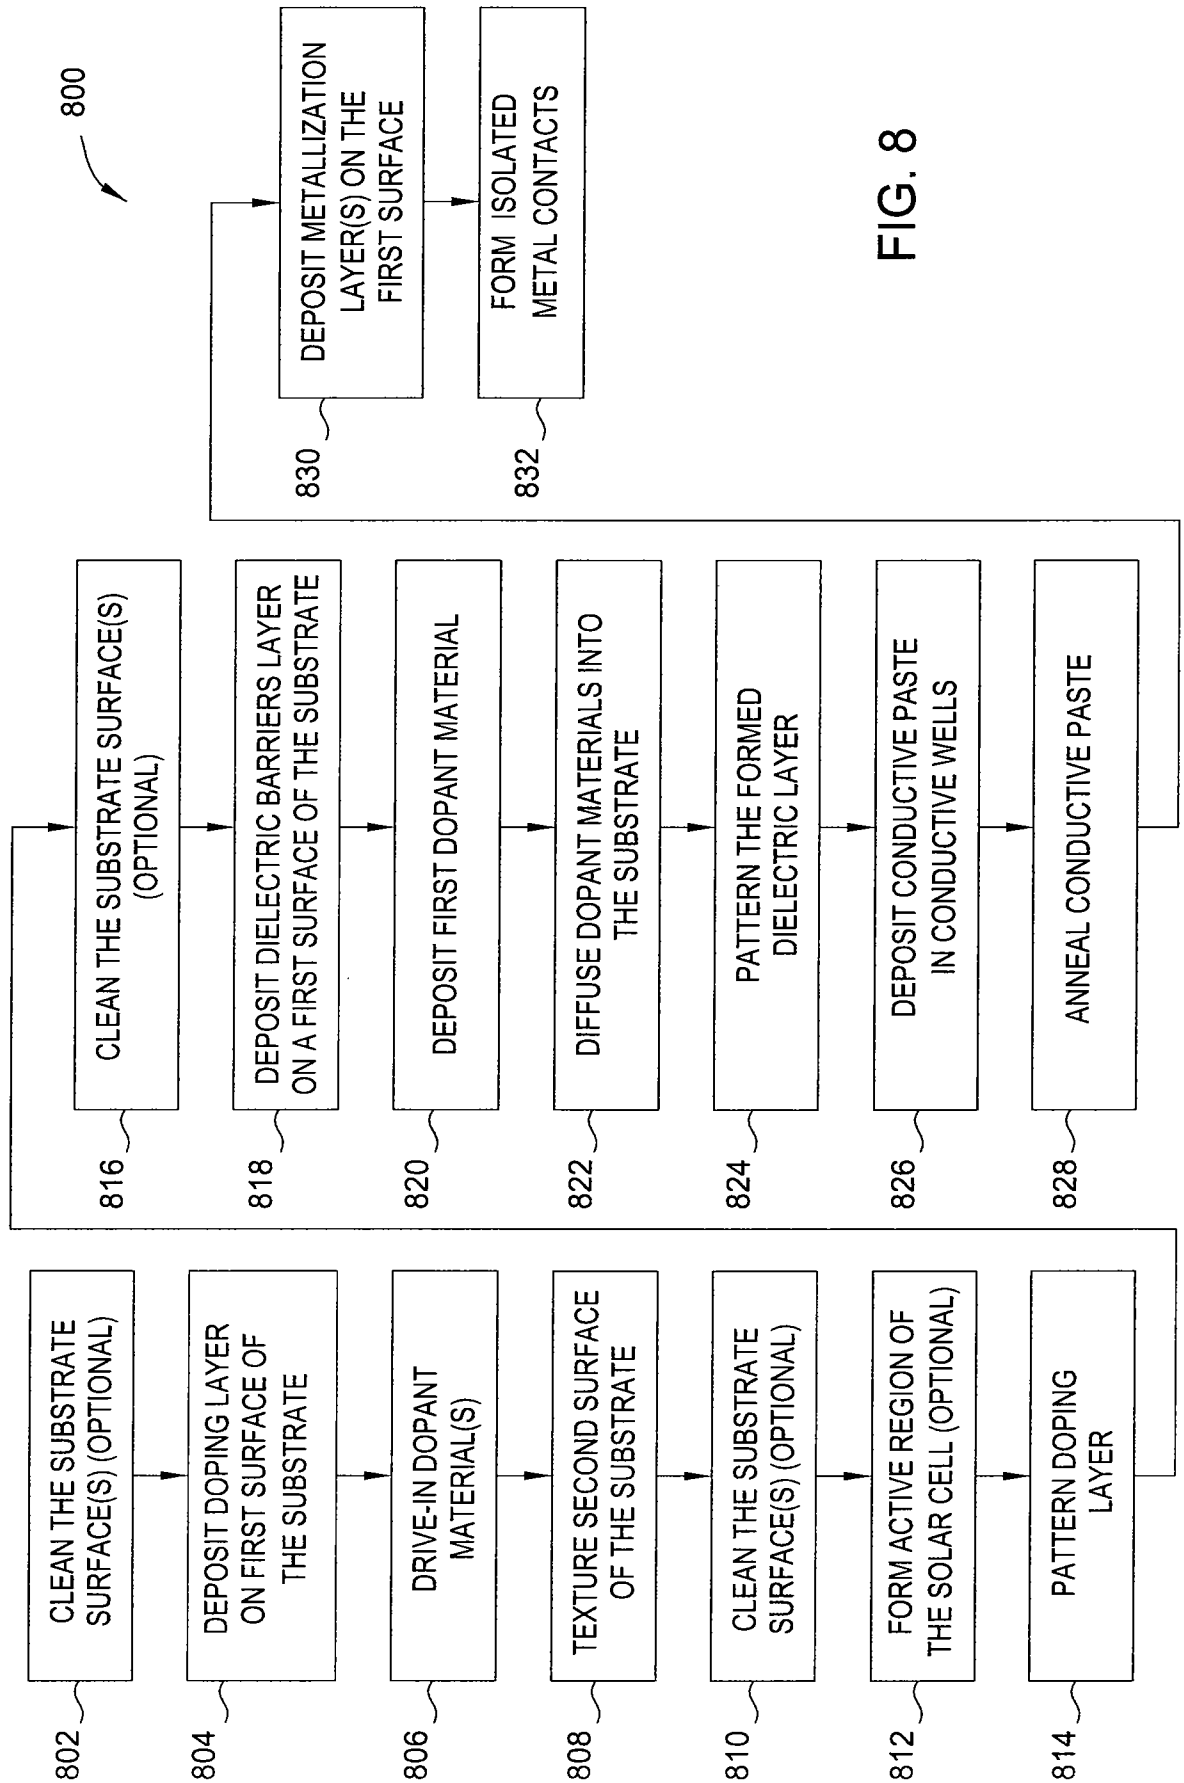 800
802
CLEAN THE SUBSTRATE
SURFACE(S) (OPTIONAL)
804
DEPOSIT DOPING LAYER
ON FIRST SURFACE OF
THE SUBSTRATE
806
DRIVE-IN DOPANT
MATERIAL(S)
808
TEXTURE SECOND SURFACE
OF THE SUBSTRATE
810
CLEAN THE SUBSTRATE
SURFACE(S) (OPTIONAL)
812
FORM ACTIVE REGION OF
THE SOLAR CELL (OPTIONAL)
814
PATTERN DOPING
LAYER
816
CLEAN THE SUBSTRATE SURFACE(S)
(OPTIONAL)
818
DEPOSIT DIELECTRIC BARRIERS LAYER
ON A FIRST SURFACE OF THE SUBSTRATE
820
DEPOSIT FIRST DOPANT MATERIAL
822
DIFFUSE DOPANT MATERIALS INTO
THE SUBSTRATE
824
PATTERN THE FORMED
DIELECTRIC LAYER
826
DEPOSIT CONDUCTIVE PASTE
IN CONDUCTIVE WELLS
828
ANNEAL CONDUCTIVE PASTE
830
DEPOSIT METALLIZATION
LAYER(S) ON THE
FIRST SURFACE
832
FORM ISOLATED
METAL CONTACTS
FIG. 8